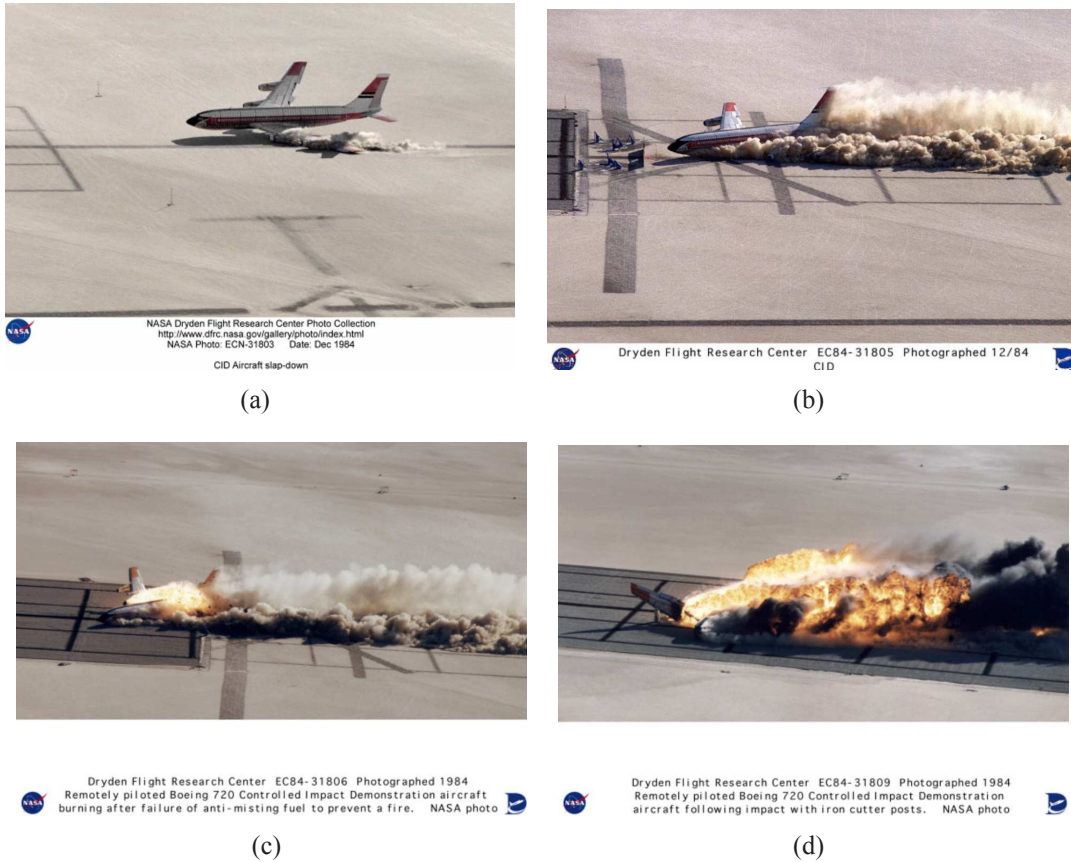 NASA
NASA Dryden Flight Research Center Photo Collection
http://www.dfrc.nasa.gov/gallery/photo/index.html
NASA Photo: ECN-31803 Date: Dec 1984
CID Aircraft slap-down
(a)
NASA
Dryden Flight Research Center EC84-31805 Photographed 12/84
CID
(b)
NASA
Dryden Flight Research Center EC84-31806 Photographed 1984
Remotely piloted Boeing 720 Controlled Impact Demonstration aircraft
burning after failure of anti-misting fuel to prevent a fire. NASA photo
(c)
NASA
Dryden Flight Research Center EC84-31809 Photographed 1984
Remotely piloted Boeing 720 Controlled Impact Demonstration
aircraft following impact with iron cutter posts. NASA photo
(d)